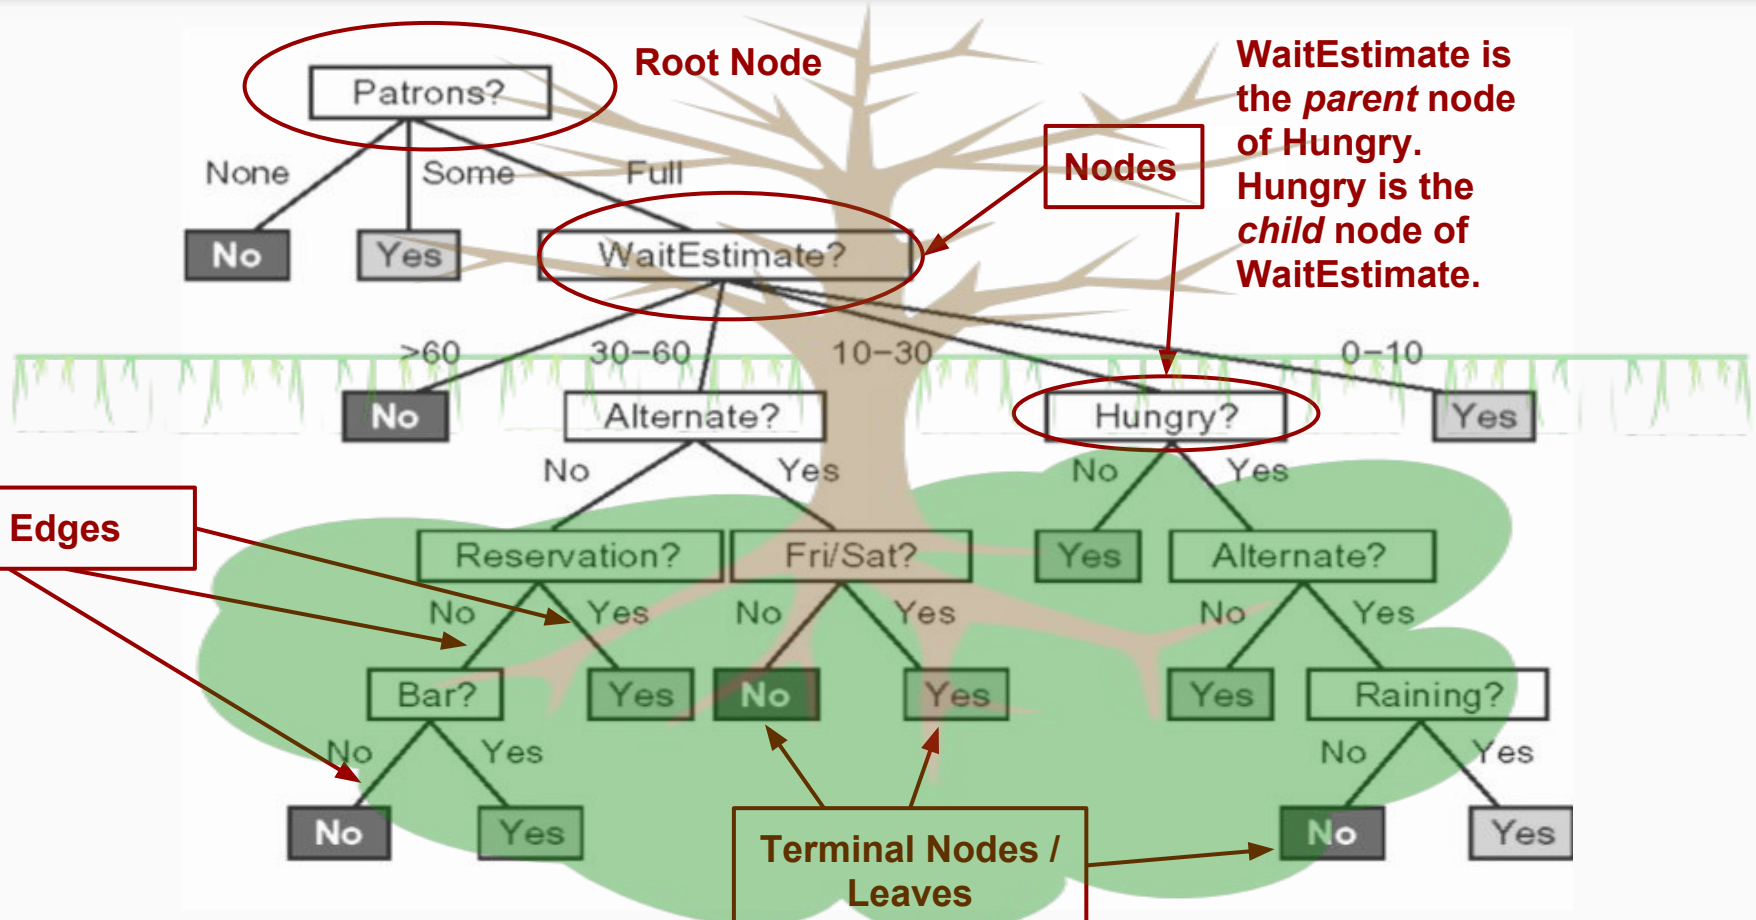 Patrons?
Root Node
WaitEstimate is
the parent node
of Hungry.
Hungry is the
child node of
WaitEstimate.
Nodes
None
Some
Full
No
Yes
WaitEstimate?
>60
30-60
10-30
0-10
No
Alternate?
Hungry?
Yes
No
Yes
No
Yes
Edges
Reservation?
Fri/Sat?
Yes
Alternate?
No
Yes
No
Yes
No
Yes
Bar?
Yes
No
Yes
Yes
Raining?
No
Yes
No
Yes
No
Yes
No
Yes
Terminal Nodes /
Leaves